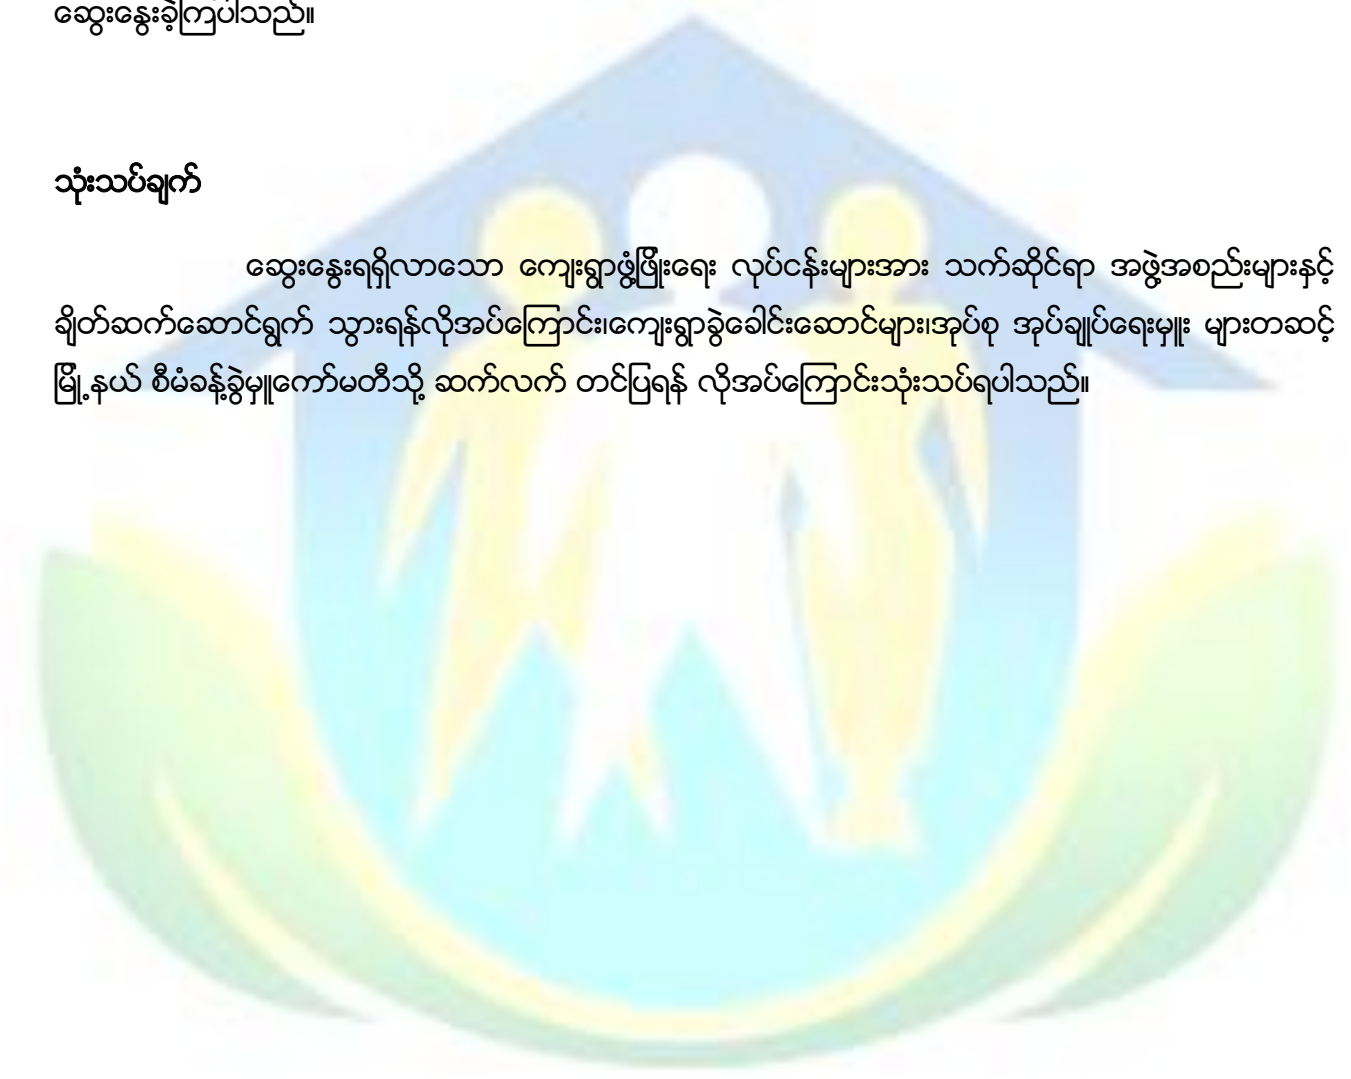 ဆွေးနွေးခဲ့ကြပါသည်။
သုံးသပ်ချက်
ဆွေးနွေးရရှိလာသော ကျေးရွာဖွံ့ဖြိုးရေး လုပ်ငန်းများအား သက်ဆိုင်ရာ အဖွဲ့အစည်းများနှင့်
ချိတ်ဆက်ဆောင်ရွက် သွားရန်လိုအပ်ကြောင်း၊ကျေးရွာခွဲခေါင်းဆောင်များ၊အုပ်စု အုပ်ချုပ်ရေးမှူး များတဆင့်
မြို့နယ် စီမံခန့်ခွဲမှူကော်မတီသို့ ဆက်လက် တင်ပြရန် လိုအပ်ကြောင်းသုံးသပ်ရပါသည်။